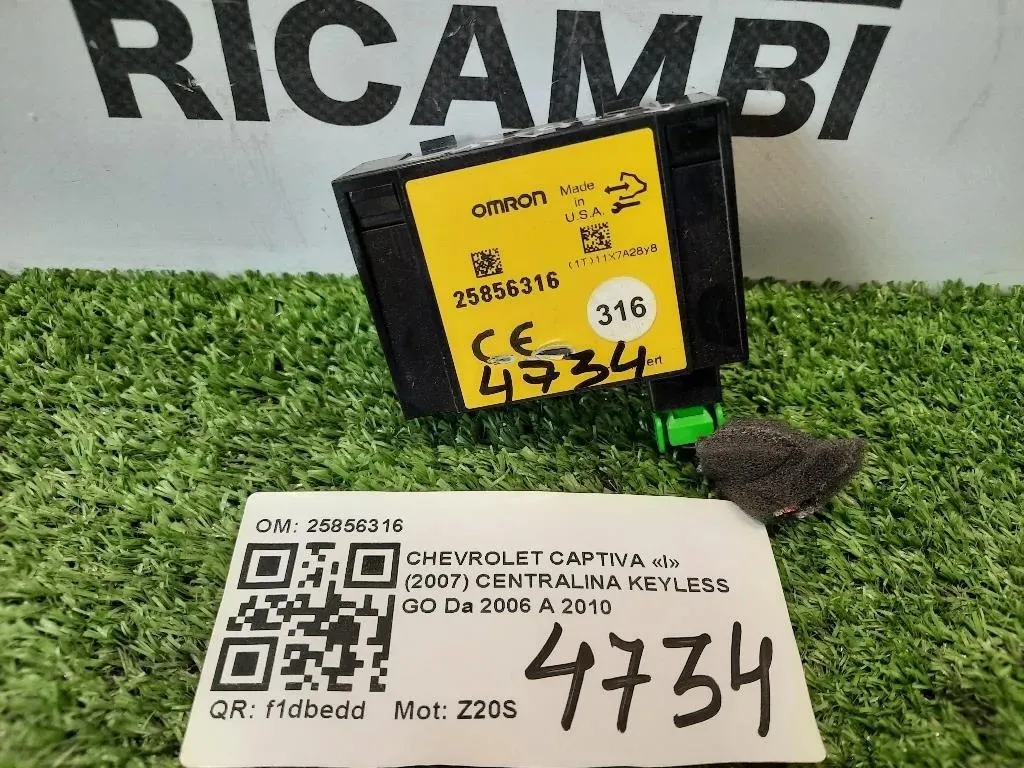 RICAMBI
OMRON
Made
in
U.S.A.
(1T)11X7A28y8
25856316
316
CE
4734
OM: 25856316
CHEVROLET CAPTIVA «I»
(2007) CENTRALINA KEYLESS
GO Da 2006 A 2010
4734
QR: f1dbedd Mot: Z20S